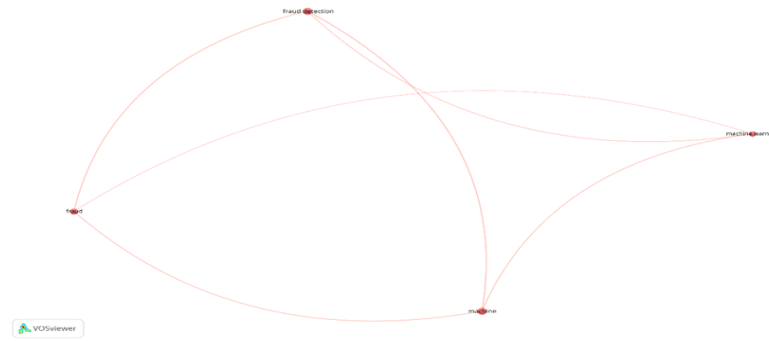 fraud detection
machine learn
fraud
machine
VOSviewer